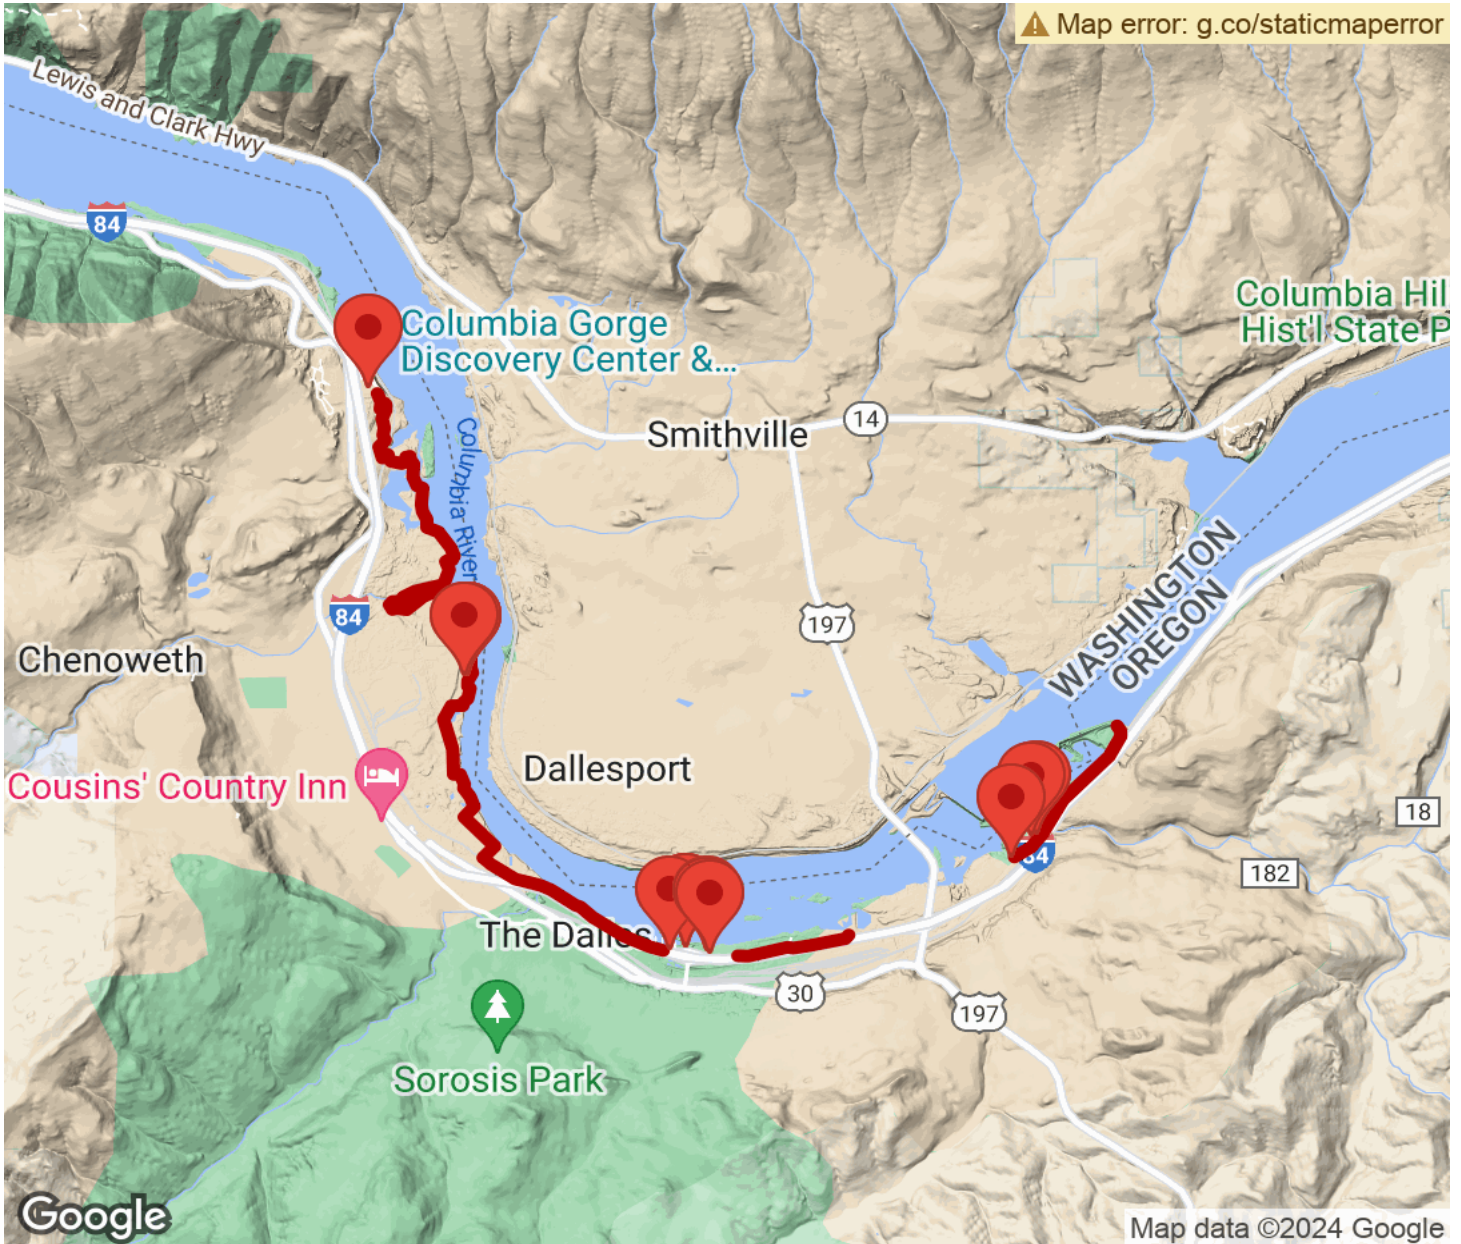 Map error: g.co/staticmaperror
Lewis and Clark Hwy
84
Columbia Gorge
Discovery Center &...
Columbia Hil
Hist'l State P
Smithville
14
Columbia River
WASHINGTON
OREGON
84
197
Chenoweth
Dallesport
Cousins' Country Inn
18
84
182
The Dalles
30
197
Sorosis Park
Google
Map data ©2024 Google